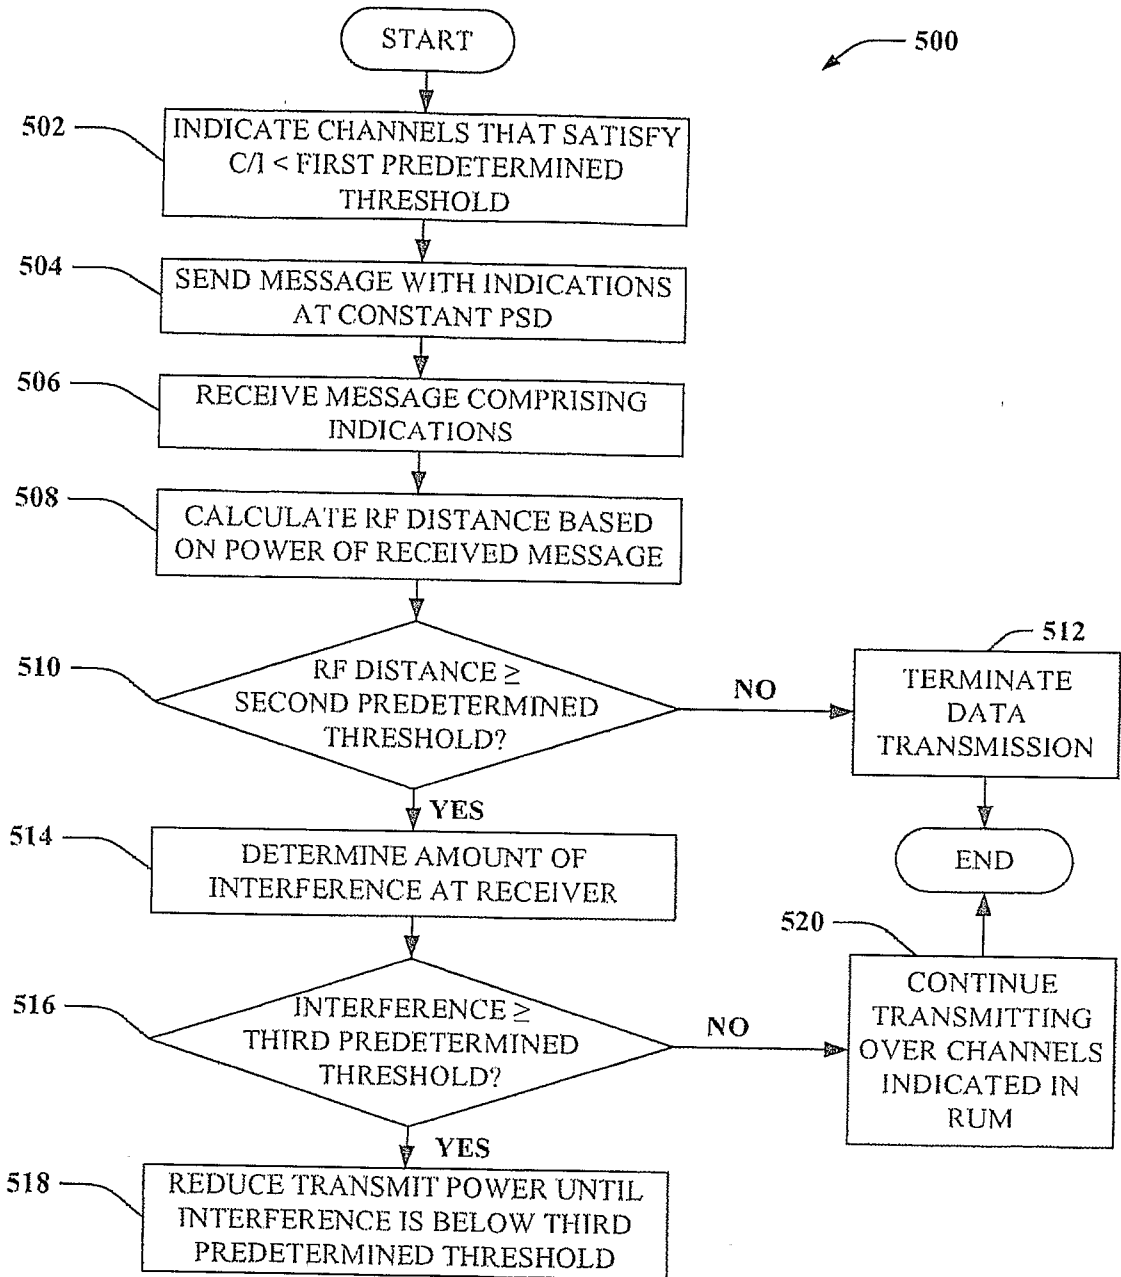 START
500
502
INDICATE CHANNELS THAT SATISFY
C/I < FIRST PREDETERMINED
THRESHOLD
504
SEND MESSAGE WITH INDICATIONS
AT CONSTANT PSD
506
RECEIVE MESSAGE COMPRISING
INDICATIONS
508
CALCULATE RF DISTANCE BASED
ON POWER OF RECEIVED MESSAGE
510
RF DISTANCE ≥
SECOND PREDETERMINED
THRESHOLD?
NO
512
TERMINATE
DATA
TRANSMISSION
YES
END
514
DETERMINE AMOUNT OF
INTERFERENCE AT RECEIVER
516
INTERFERENCE ≥
THIRD PREDETERMINED
THRESHOLD?
NO
520
CONTINUE
TRANSMITTING
OVER CHANNELS
INDICATED IN
RUM
YES
518
REDUCE TRANSMIT POWER UNTIL
INTERFERENCE IS BELOW THIRD
PREDETERMINED THRESHOLD